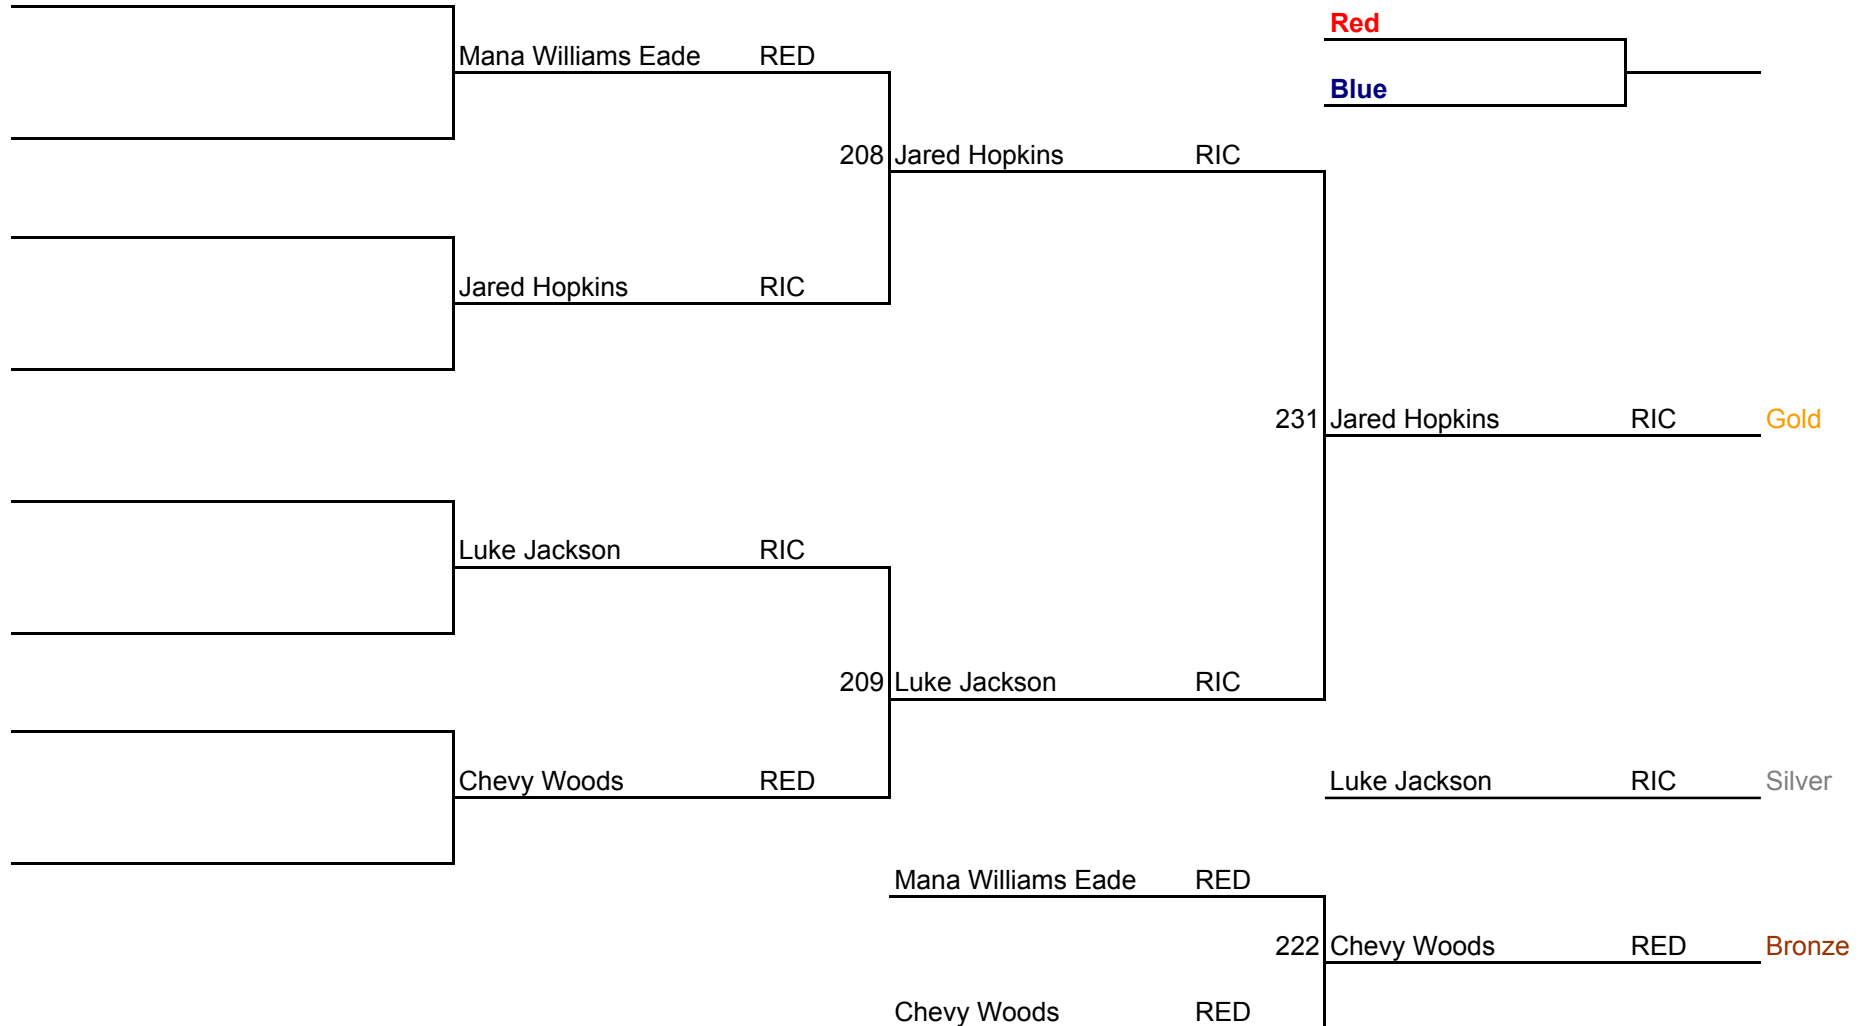 Red
Mana Williams Eade RED
Blue
208 Jared Hopkins RIC
Jared Hopkins RIC
231 Jared Hopkins RIC Gold
Luke Jackson RIC
209 Luke Jackson RIC
Chevy Woods RED
Luke Jackson RIC Silver
Mana Williams Eade RED
222 Chevy Woods RED Bronze
Chevy Woods RED